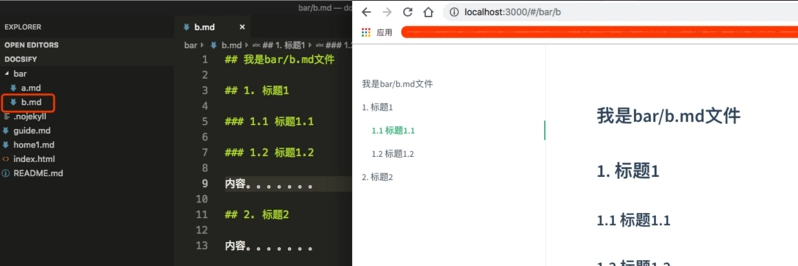 bar/b.md — do
EXPLORER
OPEN EDITORS
DOCSIFY
bar
a.md
b.md
.nojekyll
guide.md
home1.md
index.html
README.md
b.md ×
bar › b.md › ## 1. 标题1 › ### 1.
1 ## 我是bar/b.md文件
2
3 ## 1. 标题1
4
5 ### 1.1 标题1.1
6
7 ### 1.2 标题1.2
8
9 内容。。。。。。。
10
11 ## 2. 标题2
12
13 内容。。。。。。。
localhost:3000/#/bar/b
应用
我是bar/b.md文件
1. 标题1
1.1 标题1.1
1.2 标题1.2
2. 标题2
我是bar/b.md文件
1. 标题1
1.1 标题1.1
1.2 标题1.2